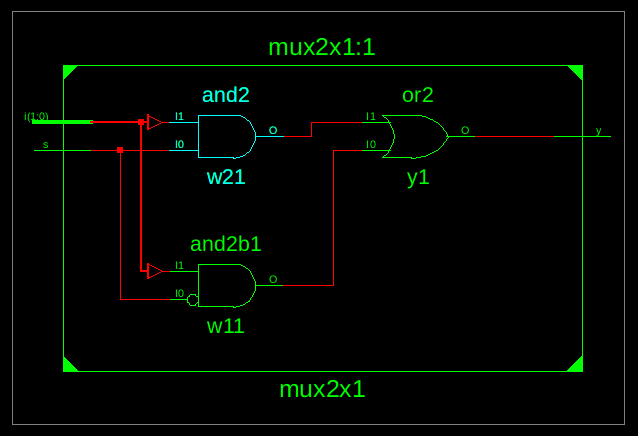 mux2x1:1
and2
or2
i(1:0)
I1
O
I1
O
y
s
I0
I0
w21
y1
and2b1
I1
O
I0
w11
mux2x1